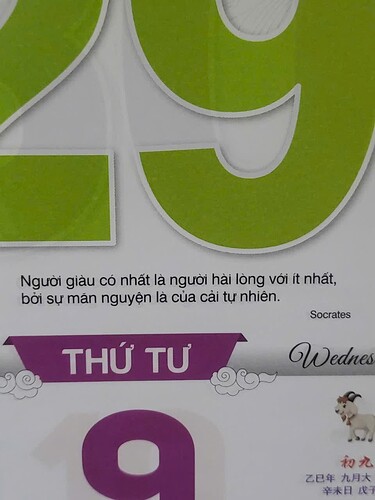 29
Người giàu có nhất là người hài lòng với ít nhất,
bởi sự mãn nguyện là của cải tự nhiên.
Socrates
THỨ TƯ
9
初九
乙巳年 九月大
辛未日